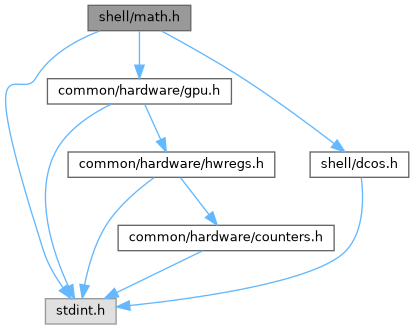 shell/math.h
common/hardware/gpu.h
common/hardware/hwregs.h
shell/dcos.h
common/hardware/counters.h
stdint.h